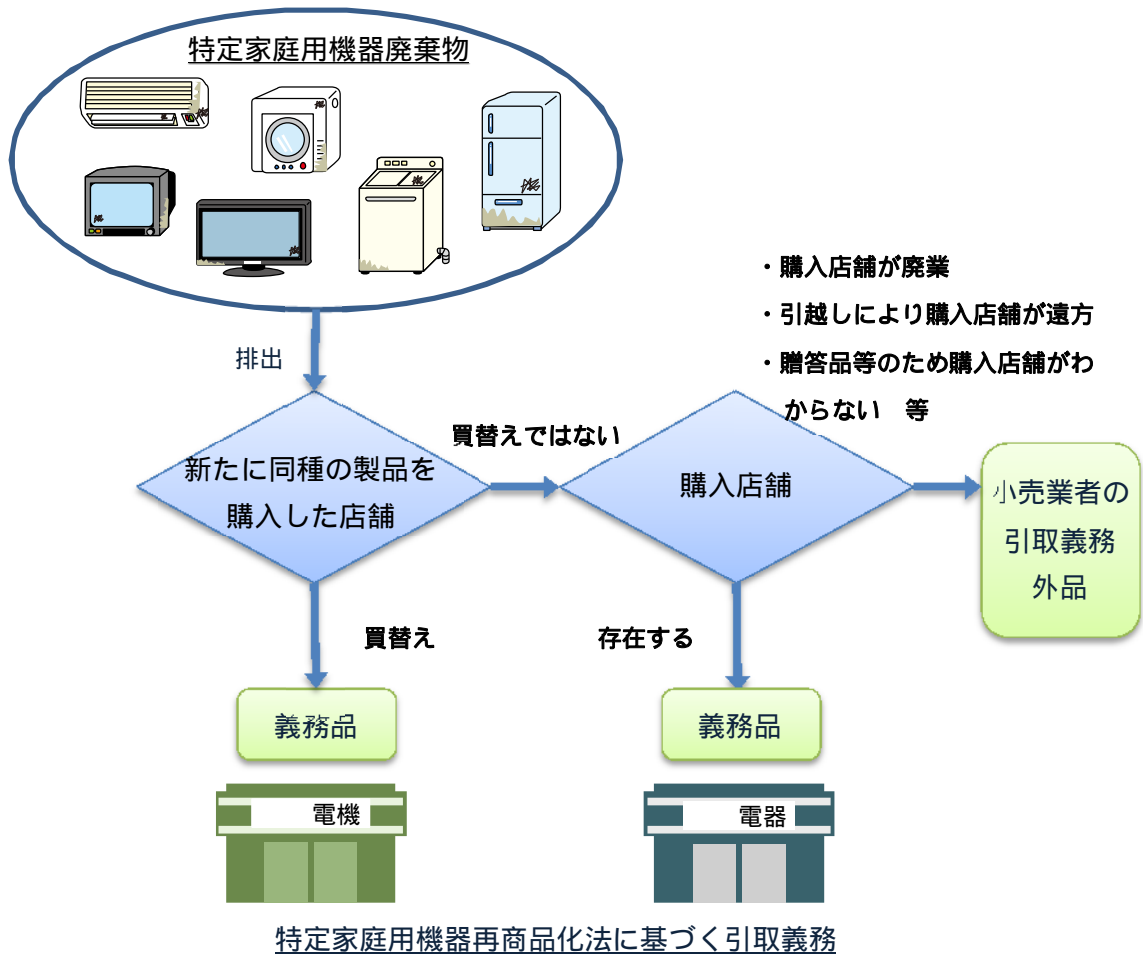 特定家庭用機器廃棄物
・購入店舗が廃業
・引越しにより購入店舗が遠方
・贈答品等のため購入店舗がわ
からない　等
排出
新たに同種の製品を
購入した店舗
買替えではない
購入店舗
小売業者の
引取義務
外品
買替え
存在する
義務品
義務品
電機
電器
特定家庭用機器再商品化法に基づく引取義務